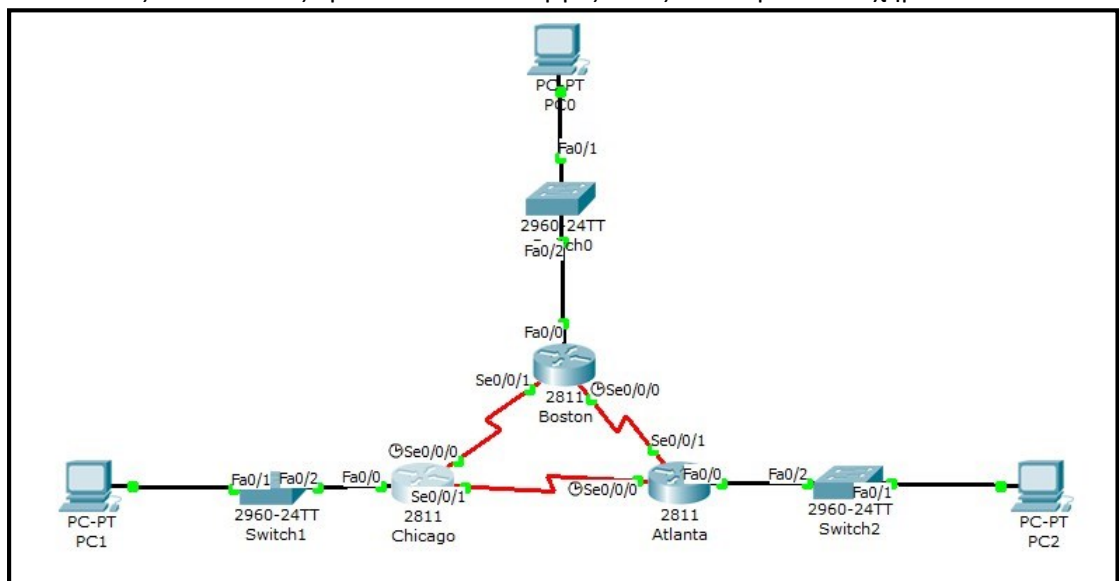 PC-PT
PC0
Fa0/1
2960-24TT
Fa0/2
Fa0/0
Se0/0/1
Se0/0/0
2811
Boston
Se0/0/0
Se0/0/1
Fa0/1
Fa0/2
Fa0/0
Se0/0/1
Se0/0/0
Fa0/0
Fa0/2
Fa0/1
PC-PT
PC1
2960-24TT
Switch1
2811
Chicago
2811
Atlanta
2960-24TT
Switch2
PC-PT
PC2